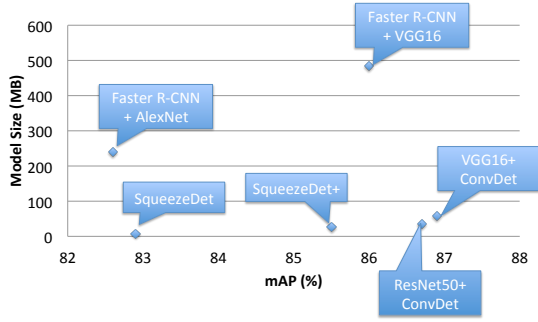 600
500
400
300
200
100
0
Model Size (MB)
Faster R-CNN
+ VGG16
Faster R-CNN
+ AlexNet
SqueezeDet
SqueezeDet+
VGG16+
ConvDet
ResNet50+
ConvDet
82 83 84 85 86 87 88
mAP (%)